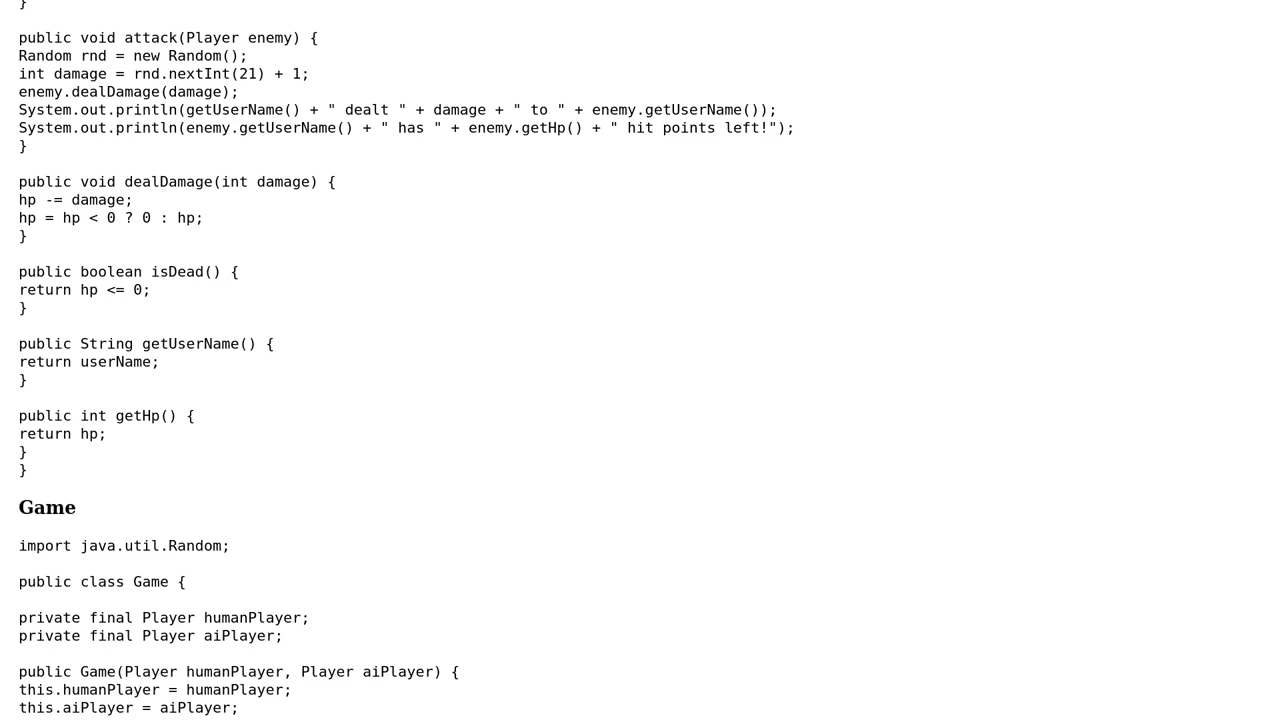 }
public void attack(Player enemy) {
Random rnd = new Random();
int damage = rnd.nextInt(21) + 1;
enemy.dealDamage(damage);
System.out.println(getUserName() + " dealt " + damage + " to " + enemy.getUserName());
System.out.println(enemy.getUserName() + " has " + enemy.getHp() + " hit points left!");
}
public void dealDamage(int damage) {
hp -= damage;
hp = hp < 0 ? 0 : hp;
}
public boolean isDead() {
return hp <= 0;
}
public String getUserName() {
return userName;
}
public int getHp() {
return hp;
}
}
Game
import java.util.Random;
public class Game {
private final Player humanPlayer;
private final Player aiPlayer;
public Game(Player humanPlayer, Player aiPlayer) {
this.humanPlayer = humanPlayer;
this.aiPlayer = aiPlayer;